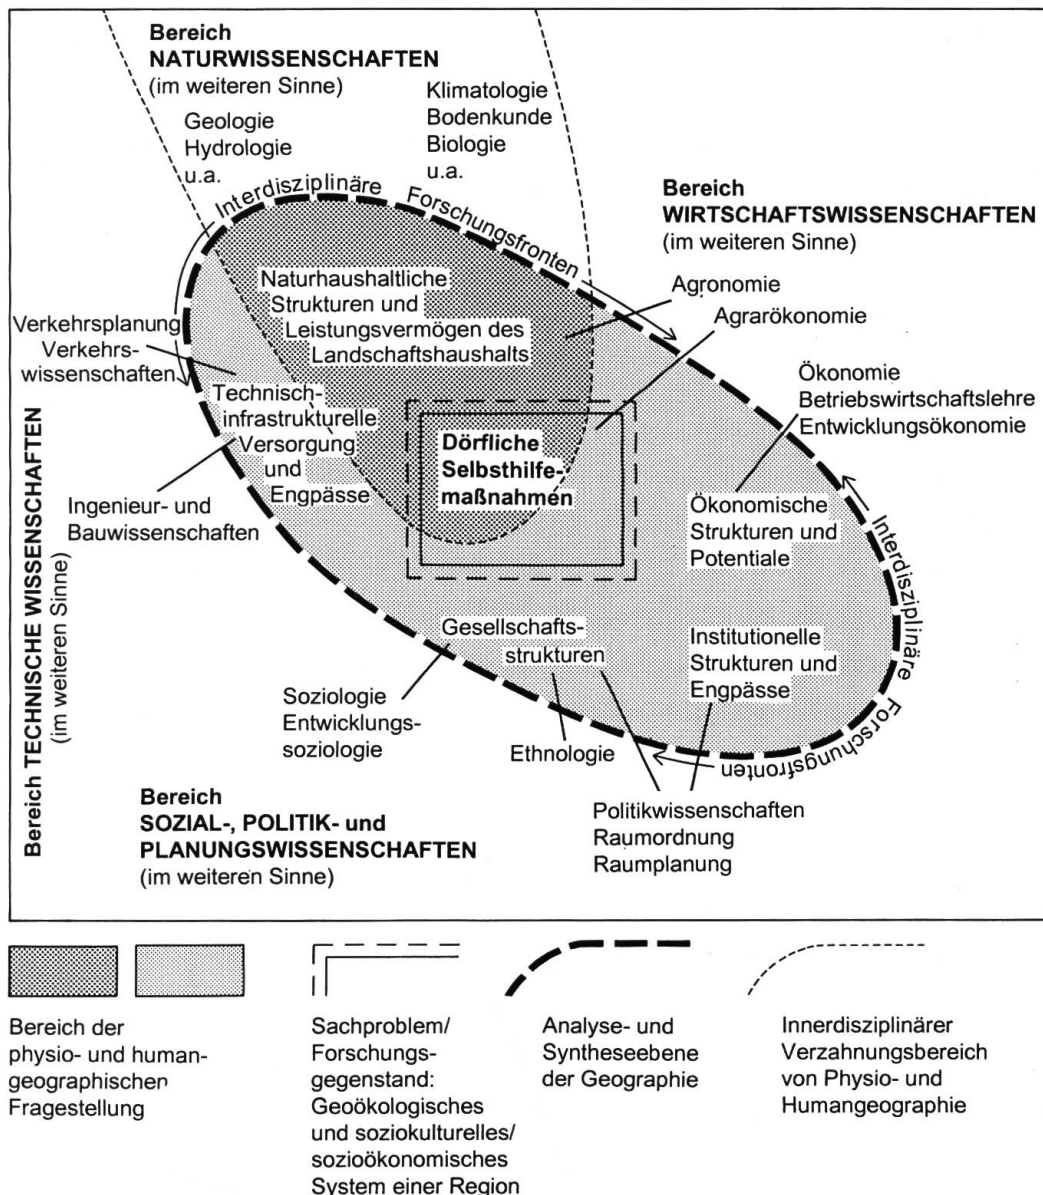 Bereich
NATURWISSENSCHAFTEN
(im weiteren Sinne)
Geologie
Hydrologie
u.a.
Klimatologie
Bodenkunde
Biologie
u.a.
Interdisziplinäre Forschungsfronten
Bereich
WIRTSCHAFTSWISSENSCHAFTEN
(im weiteren Sinne)
Naturhaushaltliche
Strukturen und
Leistungsvermögen des
Landschaftshaushalts
Agronomie
Agrarökonomie
Verkehrsplanung
Verkehrs-
wissenschaften
Technisch-
infrastrukturelle
Versorgung
und
Engpässe
Ökonomie
Betriebswirtschaftslehre
Entwicklungsökonomie
Dörfliche
Selbsthilfe-
maßnahmen
Ingenieur- und
Bauwissenschaften
Ökonomische
Strukturen und
Potentiale
Interdisziplinäre Forschungsfronten
Bereich TECHNISCHE WISSENSCHAFTEN
(im weiteren Sinne)
Gesellschafts-
strukturen
Institutionelle
Strukturen und
Engpässe
Soziologie
Entwicklungs-
soziologie
Ethnologie
Politikwissenschaften
Raumordnung
Raumplanung
Bereich
SOZIAL-, POLITIK- und
PLANUNGSWISSENSCHAFTEN
(im weiteren Sinne)
Bereich der
physio- und human-
geographischen
Fragestellung
Sachproblem/
Forschungs-
gegenstand:
Geoökologisches
und soziokulturelles/
sozioökonomisches
System einer Region
Analyse- und
Syntheseebene
der Geographie
Innerdisziplinärer
Verzahnungsbereich
von Physio- und
Humangeographie